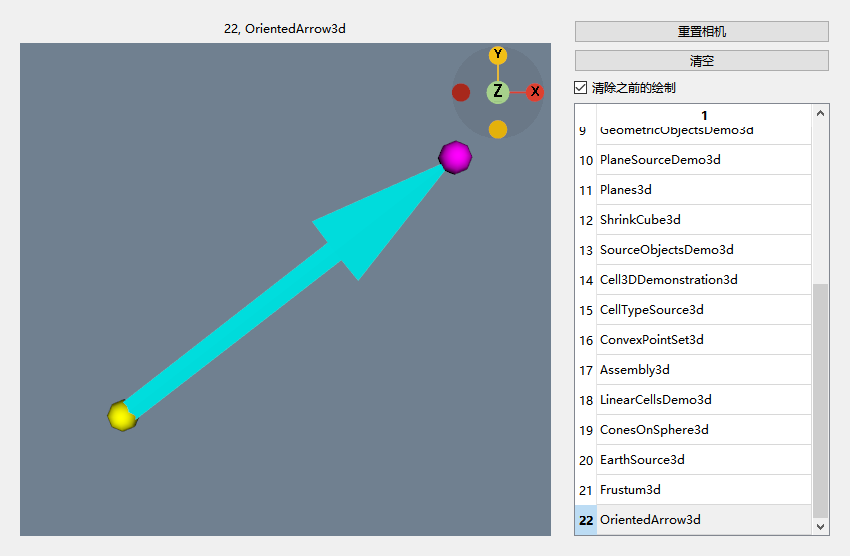 22, OrientedArrow3d
Y
Z
X
重置相机
清空
清除之前的绘制
1
9 GeometricObjectsDemo3d
10 PlaneSourceDemo3d
11 Planes3d
12 ShrinkCube3d
13 SourceObjectsDemo3d
14 Cell3DDemonstration3d
15 CellTypeSource3d
16 ConvexPointSet3d
17 Assembly3d
18 LinearCellsDemo3d
19 ConesOnSphere3d
20 EarthSource3d
21 Frustum3d
22 OrientedArrow3d